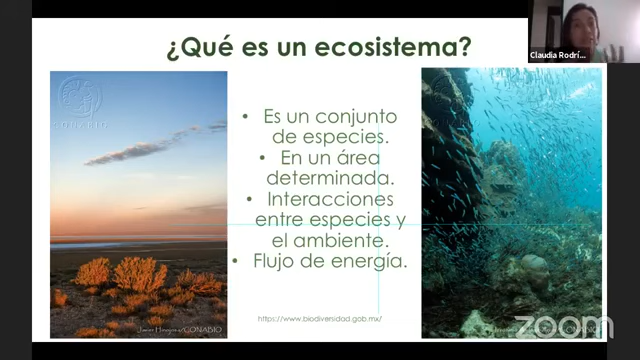 ¿Qué es un ecosistema?
Claudia Rodrí...
CONABIO
• Es un conjunto
de especies.
• En un área
determinada.
• Interacciones
entre especies y
el ambiente.
• Flujo de energía.
https://www.biodiversidad.gob.mx/
/CONABIO
zoom